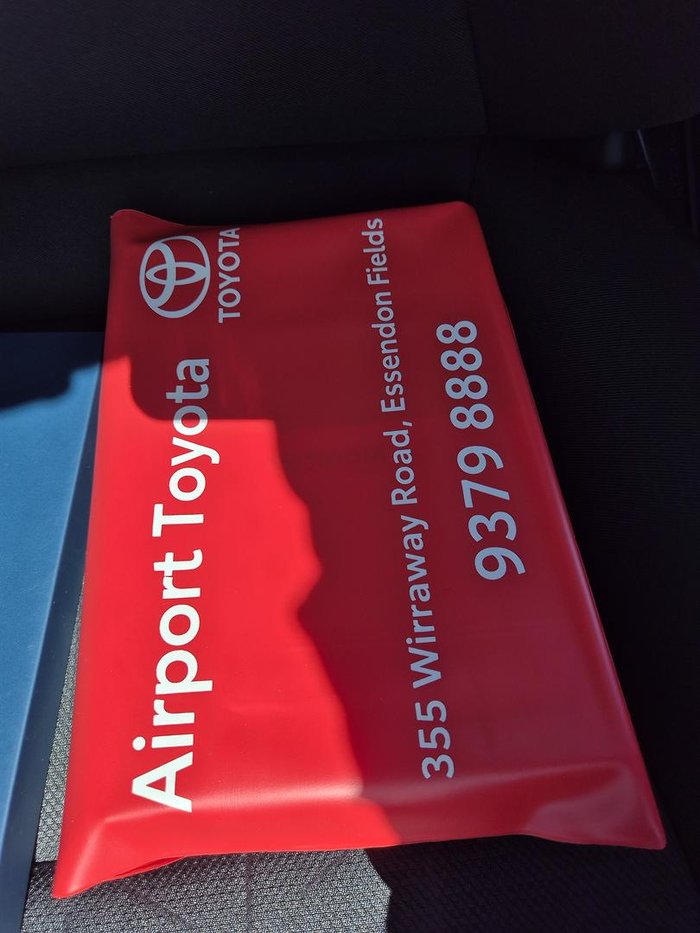 Airport Toyota
TOYOTA
355 Wirraway Road, Essendon Fields
9379 8888